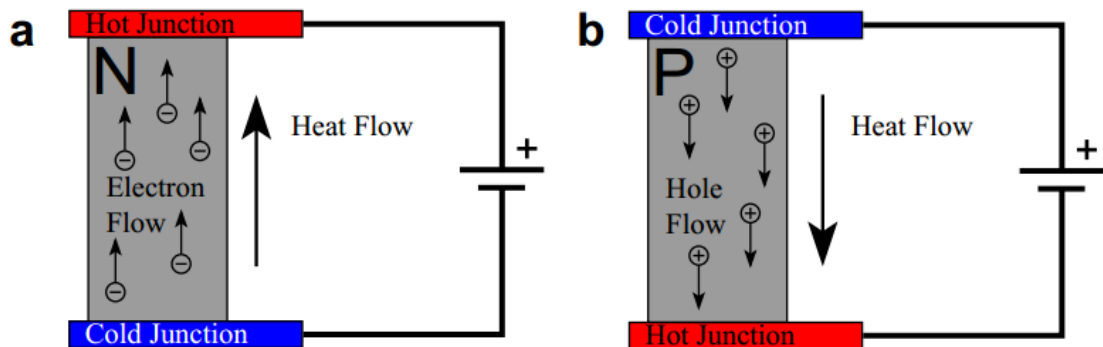 a
Hot Junction
N
Heat Flow
+
Electron
Flow
Cold Junction
b
Cold Junction
P
Heat Flow
+
Hole
Flow
Hot Junction